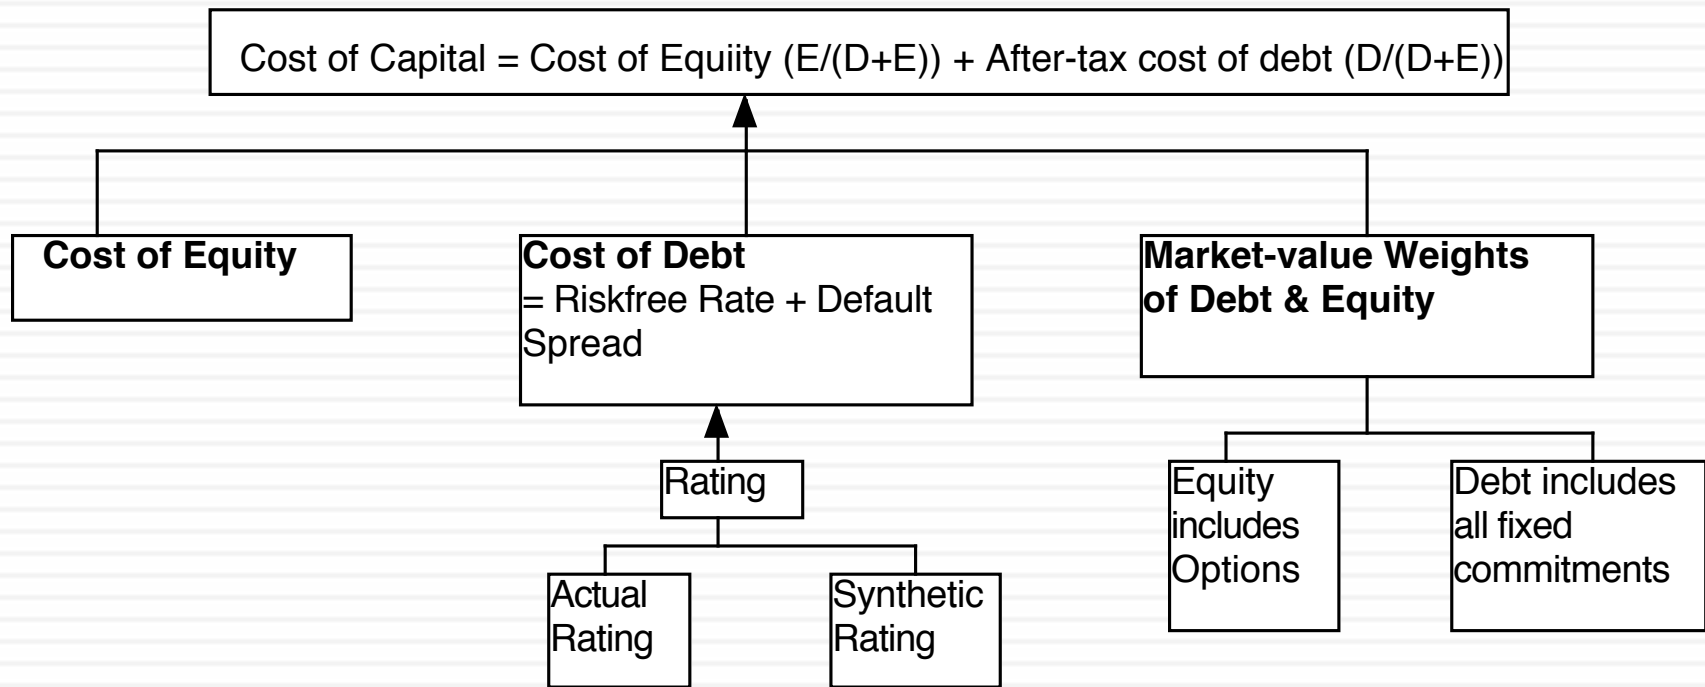 Cost of Capital = Cost of Equiity (E/(D+E)) + After-tax cost of debt (D/(D+E))
Cost of Equity
Cost of Debt
= Riskfree Rate + Default
Spread
Market-value Weights
of Debt & Equity
Rating
Equity
includes
Options
Debt includes
all fixed
commitments
Actual
Rating
Synthetic
Rating